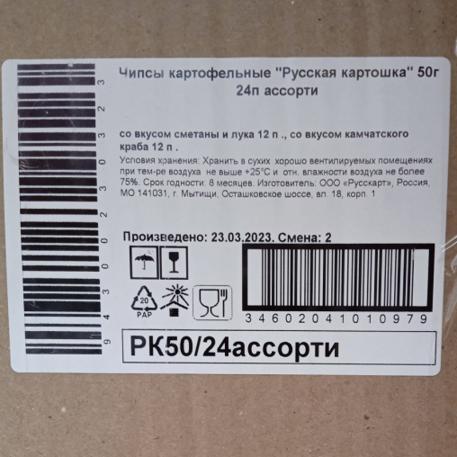 Чипсы картофельные "Русская картошка" 50г
24п ассорти
со вкусом сметаны и лука 12 п ., со вкусом камчатского
краба 12 п .
Условия хранения: Хранить в сухих хорошо вентилируемых помещениях
при тем-ре воздуха не выше +25°С и отн. влажности воздуха не более
75%. Срок годности: 8 месяцев. Изготовитель: ООО «Русскарт», Россия,
МО 141031, г. Мытищи, Осташковское шоссе, вл. 18, корп. 1
Произведено: 23.03.2023. Смена: 2
20
PAP
34602041010979
РК50/24ассорти